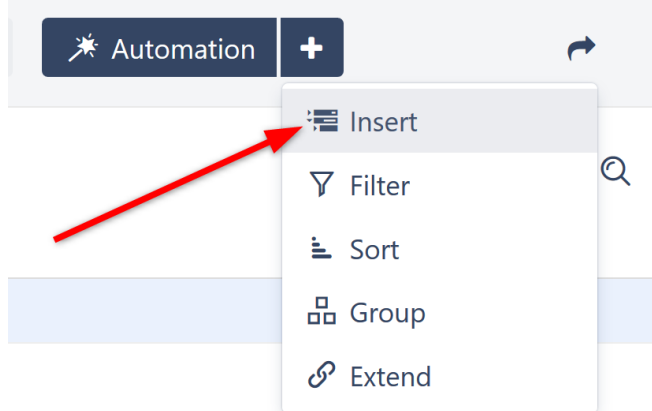 Automation
Insert
Filter
Sort
Group
Extend